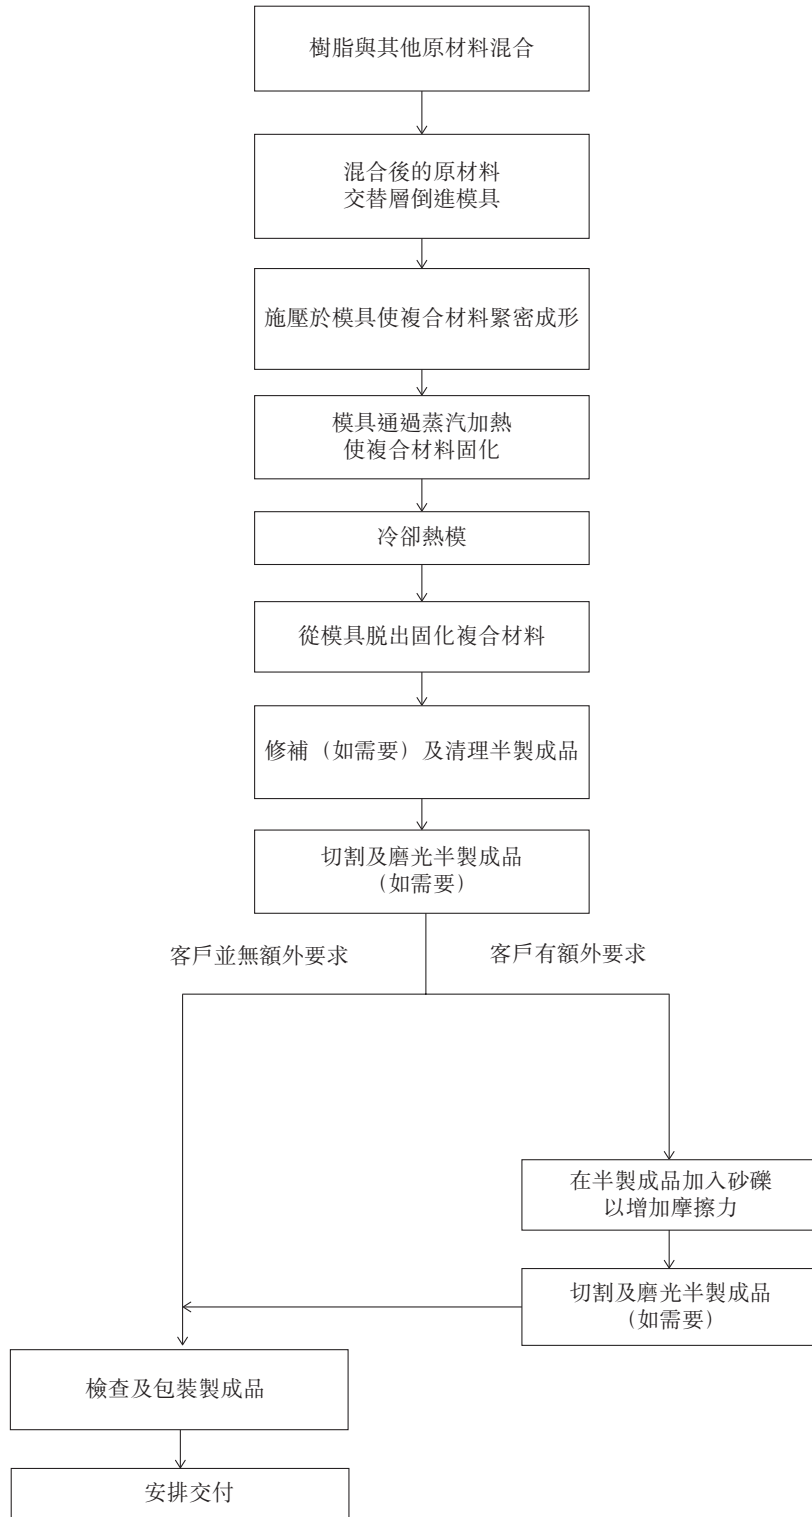 樹脂與其他原材料混合
混合後的原材料
交替層倒進模具
施壓於模具使複合材料緊密成形
模具通過蒸汽加熱
使複合材料固化
冷卻熱模
從模具脫出固化複合材料
修補（如需要）及清理半製成品
切割及磨光半製成品
（如需要）
客戶並無額外要求
客戶有額外要求
在半製成品加入砂礫
以增加摩擦力
切割及磨光半製成品
（如需要）
檢查及包裝製成品
安排交付